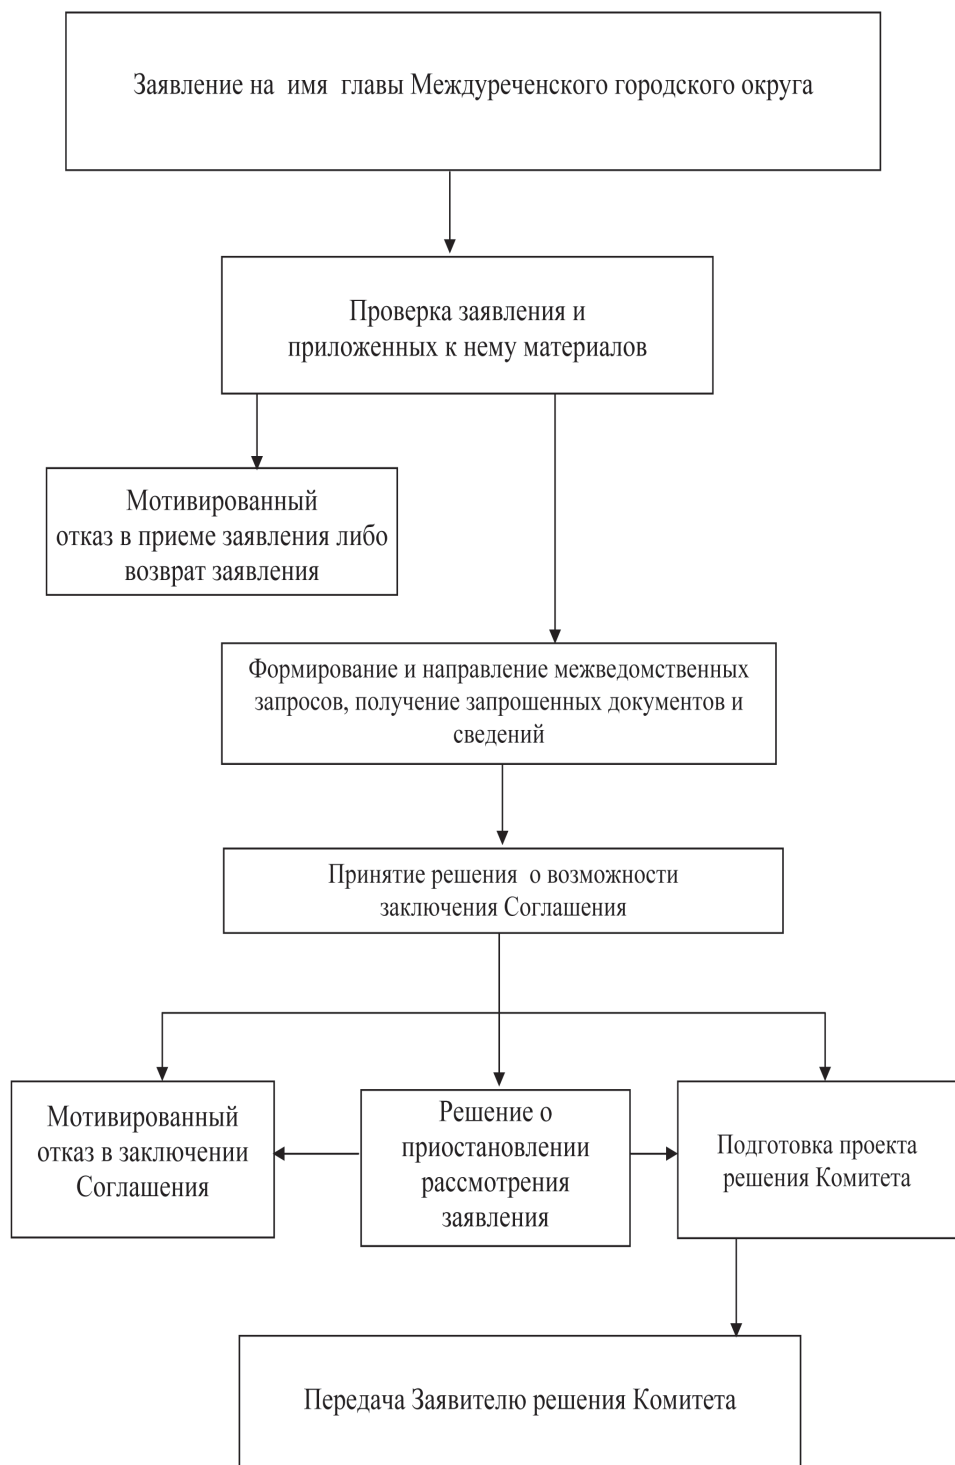 Заявление на имя главы Междуреченского городского округа
Проверка заявления и
приложенных к нему материалов
Мотивированный
отказ в приеме заявления либо
возврат заявления
Формирование и направление межведомственных
запросов, получение запрошенных документов и
сведений
Принятие решения о возможности
заключения Соглашения
Мотивированный
отказ в заключении
Соглашения
Решение о
приостановлении
рассмотрения
заявления
Подготовка проекта
решения Комитета
Передача Заявителю решения Комитета